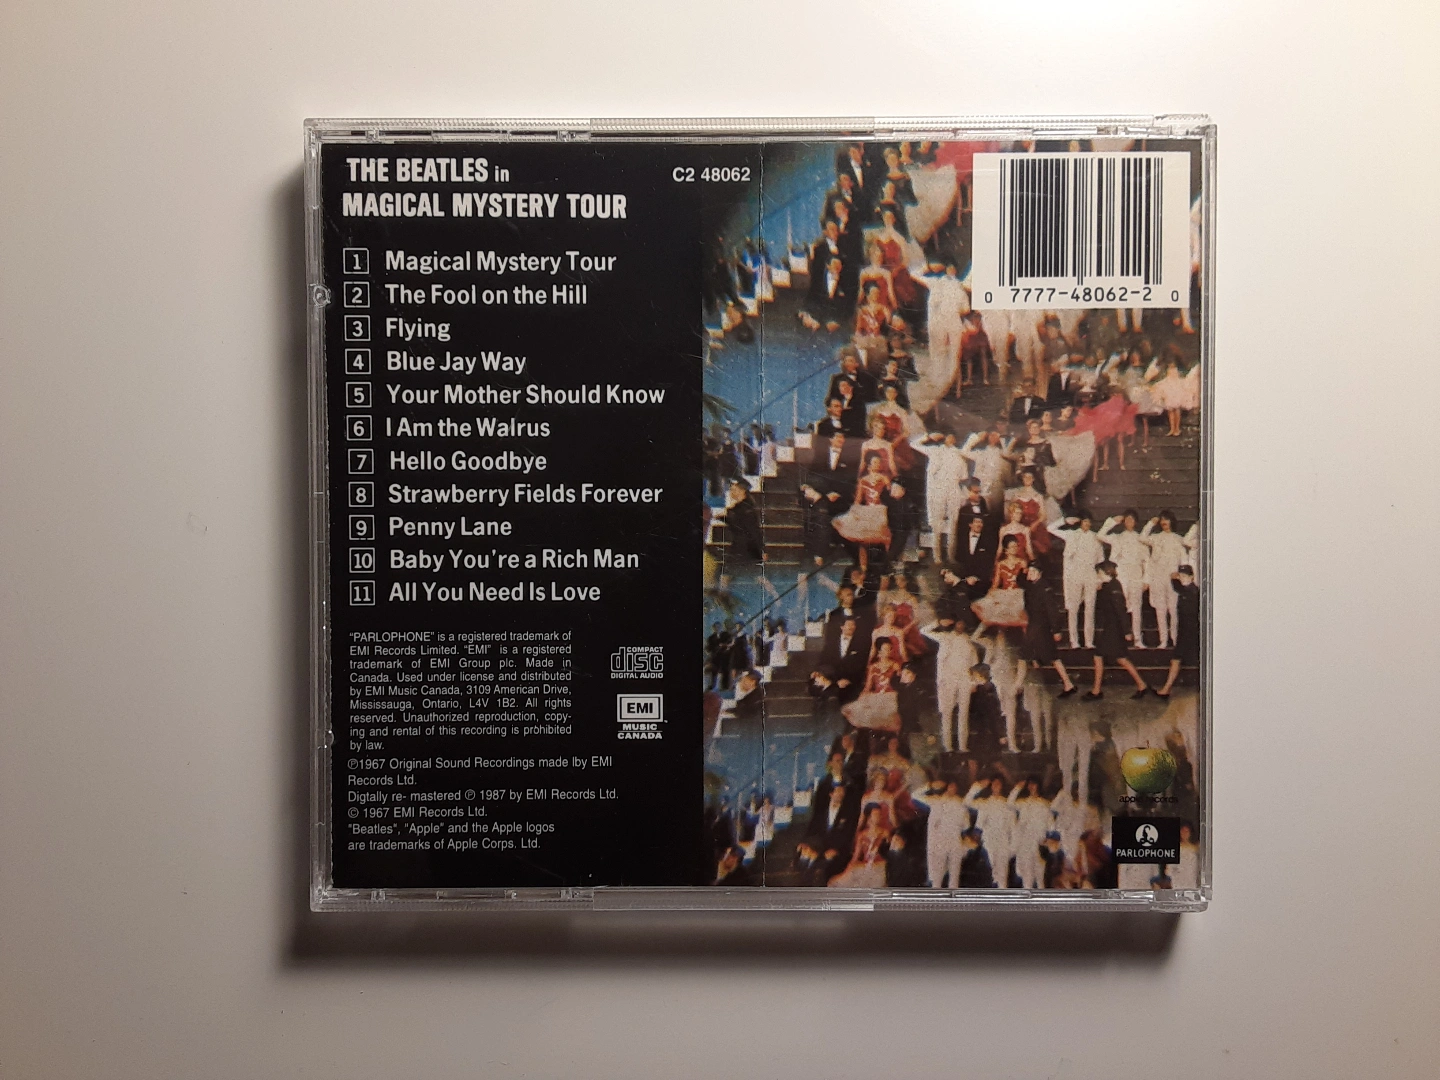 THE BEATLES in
MAGICAL MYSTERY TOUR
C2 48062
1 Magical Mystery Tour
2 The Fool on the Hill
3 Flying
4 Blue Jay Way
5 Your Mother Should Know
6 I Am the Walrus
7 Hello Goodbye
8 Strawberry Fields Forever
9 Penny Lane
10 Baby You're a Rich Man
11 All You Need Is Love
"PARLOPHONE" is a registered trademark of
EMI Records Limited. "EMI" is a registered
trademark of EMI Group plc. Made in
Canada. Used under license and distributed
by EMI Music Canada, 3109 American Drive,
Mississauga, Ontario, L4V 1B2. All rights
reserved. Unauthorized reproduction, copy-
ing and rental of this recording is prohibited
by law.
℗1967 Original Sound Recordings made lby EMI
Records Ltd.
Digtally re- mastered ℗ 1987 by EMI Records Ltd.
© 1967 EMI Records Ltd.
"Beatles", "Apple" and the Apple logos
are trademarks of Apple Corps. Ltd.
COMPACT
disc
DIGITAL AUDIO
EMI
MUSIC
CANADA
0 7777-48062-2 0
apple records
PARLOPHONE